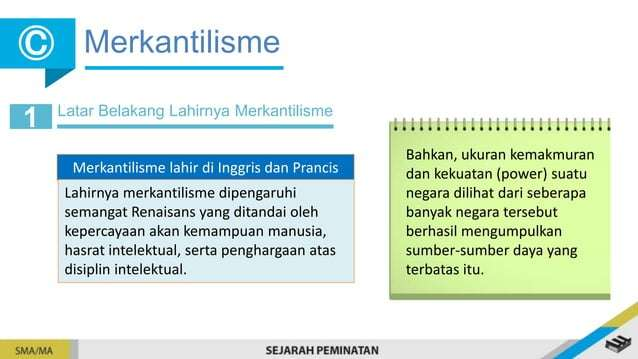 © Merkantilisme
1 Latar Belakang Lahirnya Merkantilisme
Merkantilisme lahir di Inggris dan Prancis
Lahirnya merkantilisme dipengaruhi
semangat Renaisans yang ditandai oleh
kepercayaan akan kemampuan manusia,
hasrat intelektual, serta penghargaan atas
disiplin intelektual.
Bahkan, ukuran kemakmuran
dan kekuatan (power) suatu
negara dilihat dari seberapa
banyak negara tersebut
berhasil mengumpulkan
sumber-sumber daya yang
terbatas itu.
SMA/MA
SEJARAH PEMINATAN